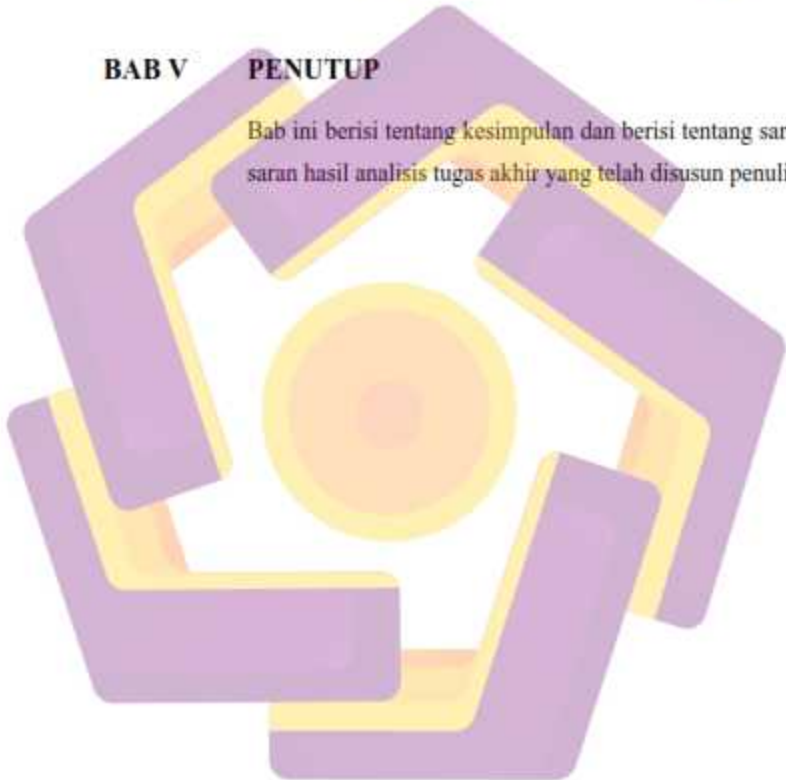 BAB V PENUTUP
Bab ini berisi tentang kesimpulan dan berisi tentang
saran hasil analisis tugas akhir yang telah disusun